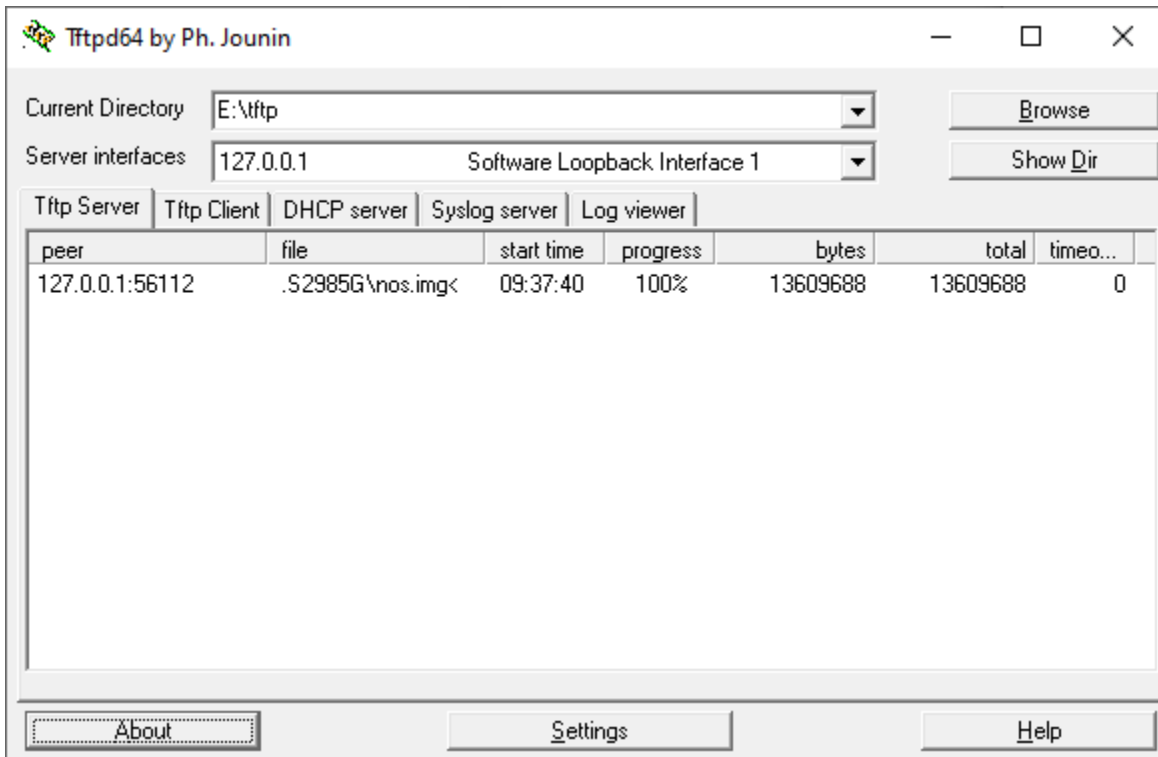 Tftpd64 by Ph. Jounin
Current Directory E:\tftp Browse
Server interfaces 127.0.0.1 Software Loopback Interface 1 Show Dir
Tftp Server Tftp Client DHCP server Syslog server Log viewer
peer file start time progress bytes total timeo...
127.0.0.1:56112 .S2985G\nos.img< 09:37:40 100% 13609688 13609688 0
About Settings Help